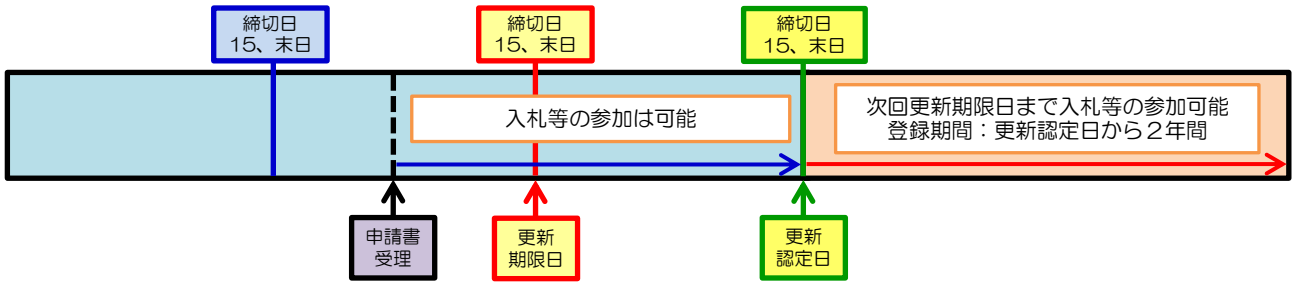 締切日
15、末日
締切日
15、末日
締切日
15、末日
入札等の参加は可能
次回更新期限日まで入札等の参加可能
登録期間：更新認定日から２年間
申請書
受理
更新
期限日
更新
認定日